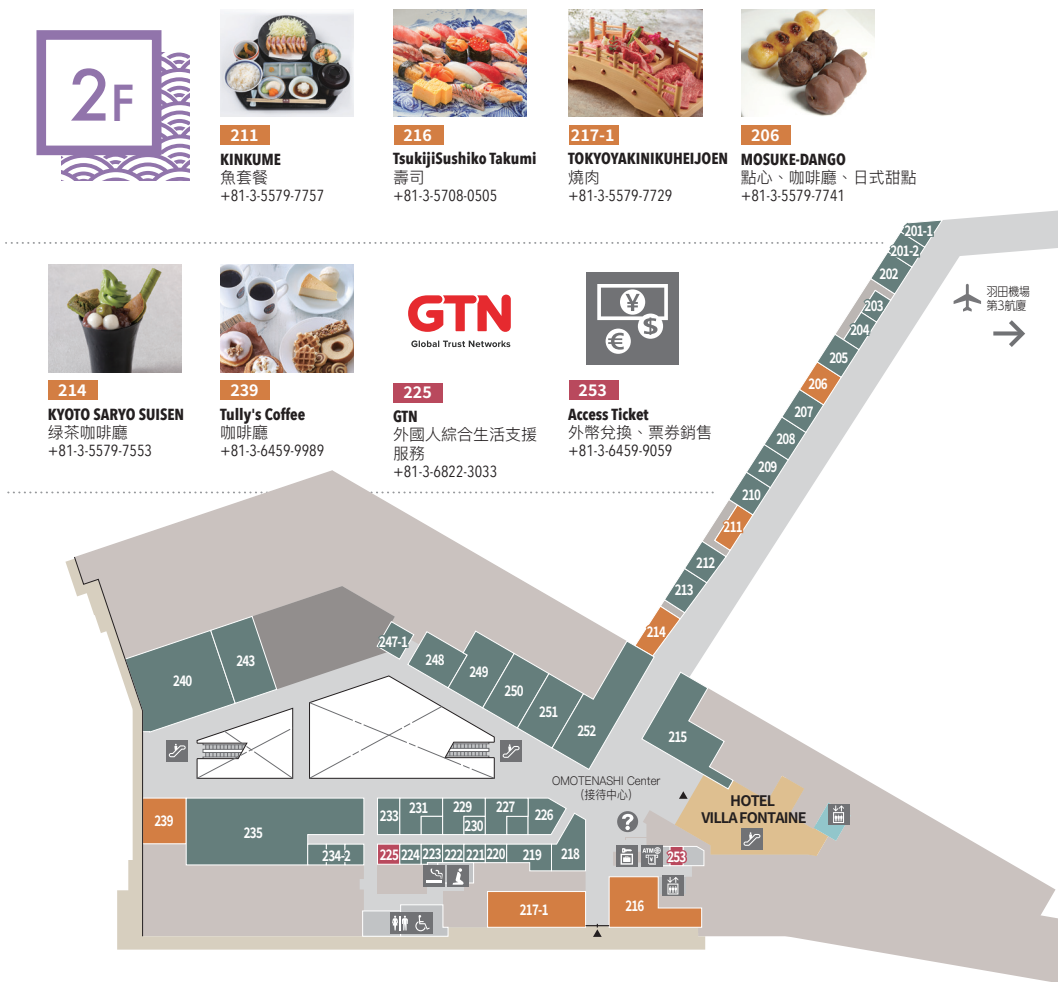 2F
211
KINKUME
魚套餐
+81-3-5579-7757
216
TsukijiSushiko Takumi
壽司
+81-3-5708-0505
217-1
TOKYOYAKINIKUHEIJOEN
燒肉
+81-3-5579-7729
206
MOSUKE-DANGO
點心、咖啡廳、日式甜點
+81-3-5579-7741
214
KYOTO SARYO SUISEN
绿茶咖啡廳
+81-3-5579-7553
239
Tully's Coffee
咖啡廳
+81-3-6459-9989
GTN
Global Trust Networks
225
GTN
外國人綜合生活支援
服務
+81-3-6822-3033
¥
$
€
253
Access Ticket
外幣兌換、票券銷售
+81-3-6459-9059
201-1
201-2
202
203
204
205
206
207
208
209
210
211
212
213
214
羽田機場
第3航廈
247-1
248
249
250
251
252
243
240
215
OMOTENASHI Center
(接待中心)
HOTEL
VILLA FONTAINE
239
235
234-2
233
231
229
230
227
226
225
224
223
222
221
220
219
218
?
ATM
253
217-1
216